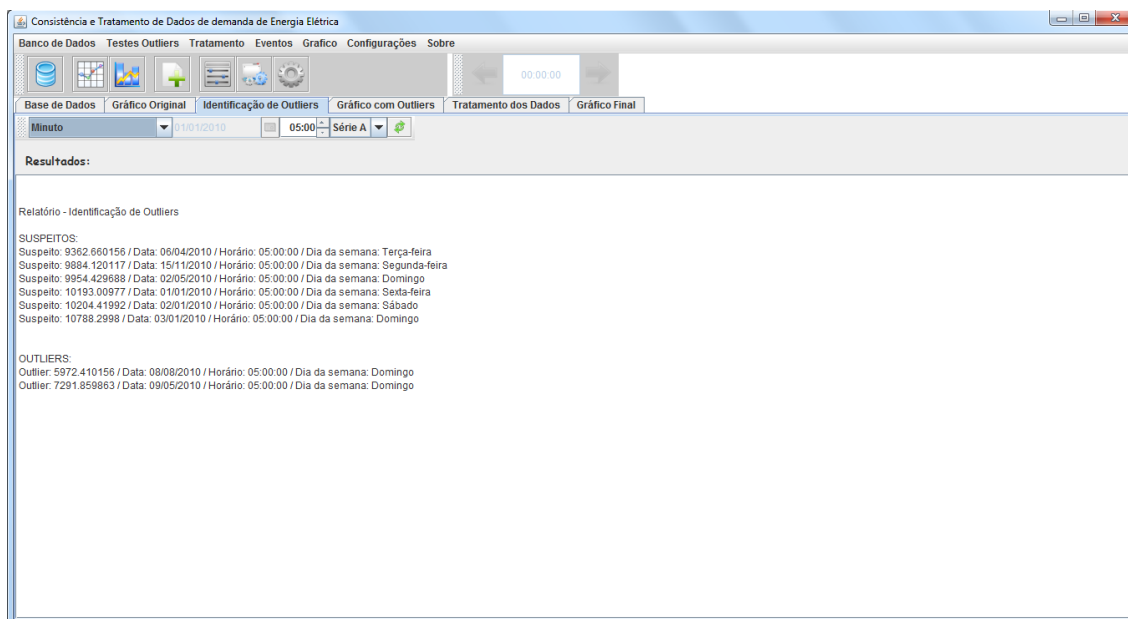 Consistência e Tratamento de Dados de demanda de Energia Elétrica
Banco de Dados Testes Outliers Tratamento Eventos Grafico Configurações Sobre
00:00:00
Base de Dados Gráfico Original Identificação de Outliers Gráfico com Outliers Tratamento dos Dados Gráfico Final
Minuto 01/01/2010 05:00 Série A
Resultados:
Relatório - Identificação de Outliers
SUSPEITOS:
Suspeito: 9362.660156 / Data: 06/04/2010 / Horário: 05:00:00 / Dia da semana: Terça-feira
Suspeito: 9884.120117 / Data: 15/11/2010 / Horário: 05:00:00 / Dia da semana: Segunda-feira
Suspeito: 9954.429688 / Data: 02/05/2010 / Horário: 05:00:00 / Dia da semana: Domingo
Suspeito: 10193.00977 / Data: 01/01/2010 / Horário: 05:00:00 / Dia da semana: Sexta-feira
Suspeito: 10204.41992 / Data: 02/01/2010 / Horário: 05:00:00 / Dia da semana: Sábado
Suspeito: 10788.2998 / Data: 03/01/2010 / Horário: 05:00:00 / Dia da semana: Domingo
OUTLIERS:
Outlier: 5972.410156 / Data: 08/08/2010 / Horário: 05:00:00 / Dia da semana: Domingo
Outlier: 7291.859863 / Data: 09/05/2010 / Horário: 05:00:00 / Dia da semana: Domingo